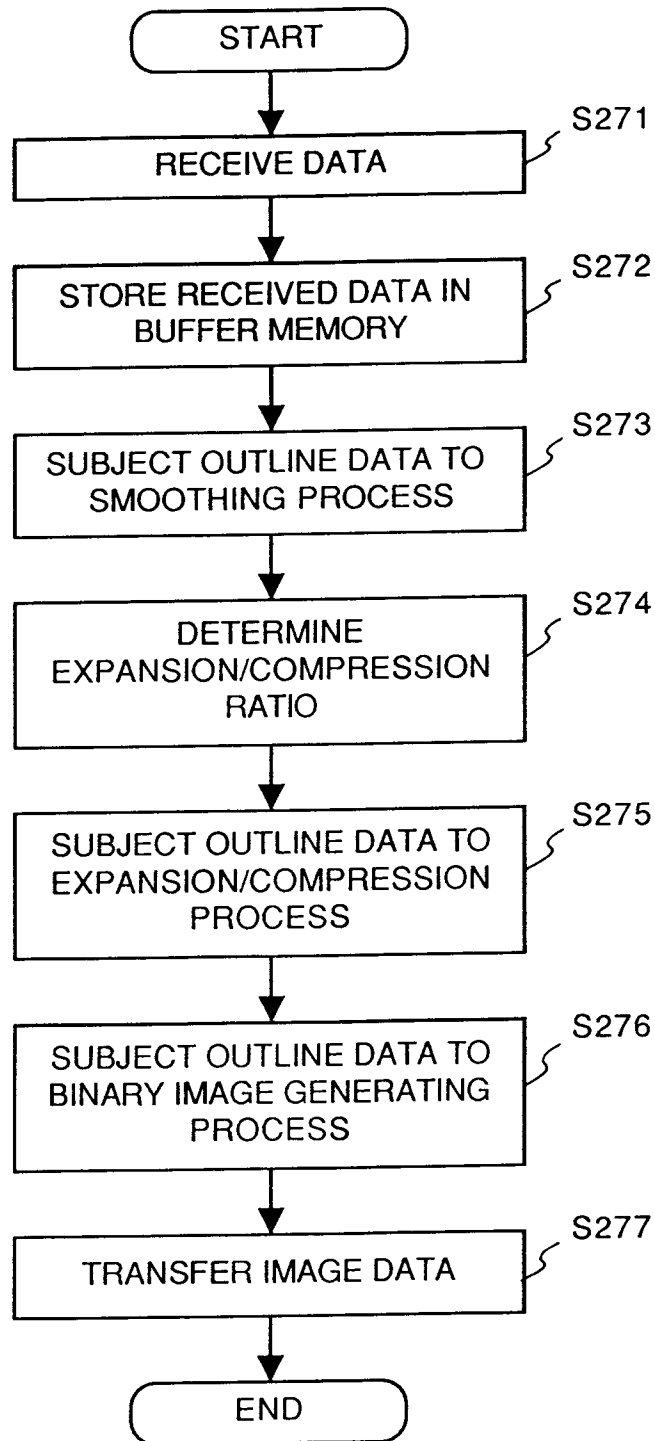 START
S271
RECEIVE DATA
S272
STORE RECEIVED DATA IN
BUFFER MEMORY
S273
SUBJECT OUTLINE DATA TO
SMOOTHING PROCESS
S274
DETERMINE
EXPANSION/COMPRESSION
RATIO
S275
SUBJECT OUTLINE DATA TO
EXPANSION/COMPRESSION
PROCESS
S276
SUBJECT OUTLINE DATA TO
BINARY IMAGE GENERATING
PROCESS
S277
TRANSFER IMAGE DATA
END